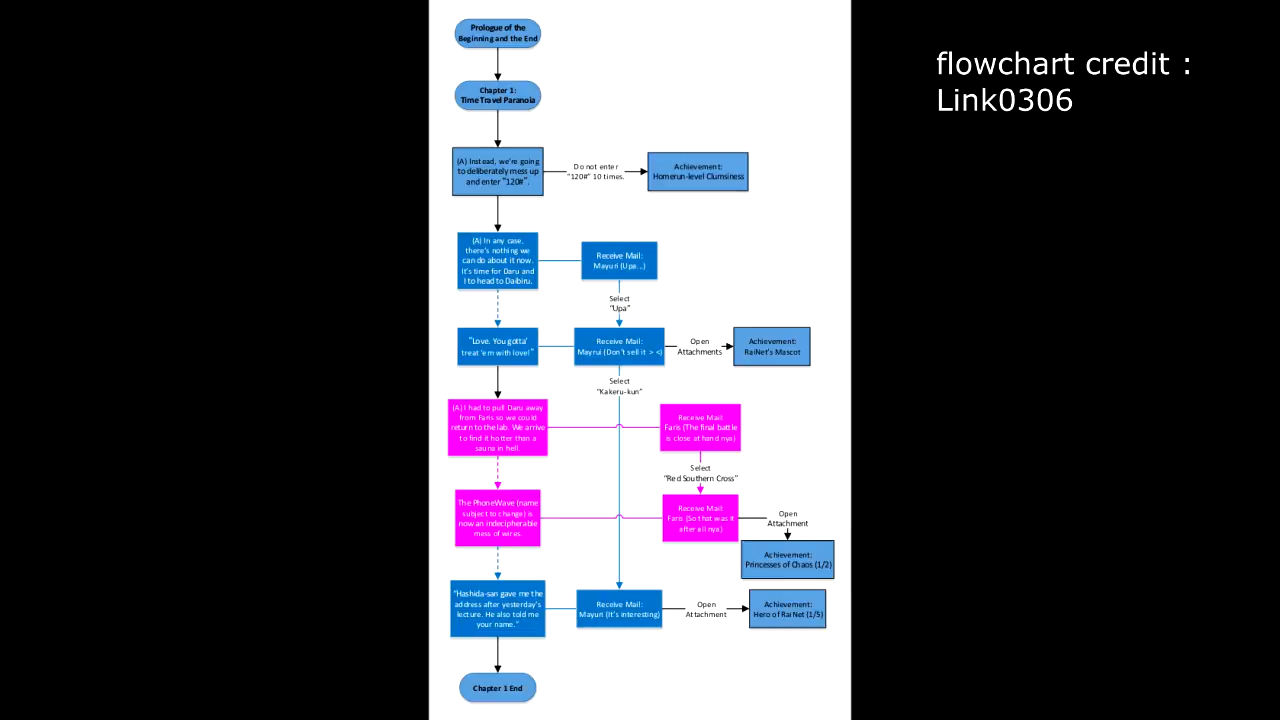 Prologue of the
Beginning and the End
flowchart credit :
Link0306
Chapter 1:
Time Travel Paranoia
(A) Instead, we're going
to deliberately mess up
and enter "120#".
Do not enter
"120#" 10 times.
Achievement:
Homerun-level Clumsiness
(A) In any case,
there's nothing we
can do about it now.
It's time for Daru and
I to head to Daibiru.
Receive Mail:
Mayuri (Upa...)
Select
"Upa"
"Love. You gotta'
treat 'em with love!"
Receive Mail:
Mayrui (Don't sell it > <)
Open
Attachments
Achievement:
RaiNet's Mascot
Select
"Kakeru-kun"
(A) I had to pull Daru away
from Faris so we could
return to the lab. We arrive
to find it hotter than a
sauna in hell.
Receive Mail:
Faris (The final battle
is close at hand nya)
Select
"Red Southern Cross"
The PhoneWave (name
subject to change) is
now an indecipherable
mess of wires.
Receive Mail:
Faris (So that was it
after all nya)
Open
Attachment
Achievement:
Princesses of Chaos (1/2)
"Hashida-san gave me the
address after yesterday's
lecture. He also told me
your name."
Receive Mail:
Mayuri (It's interesting)
Open
Attachment
Achievement:
Hero of RaiNet (1/5)
Chapter 1 End